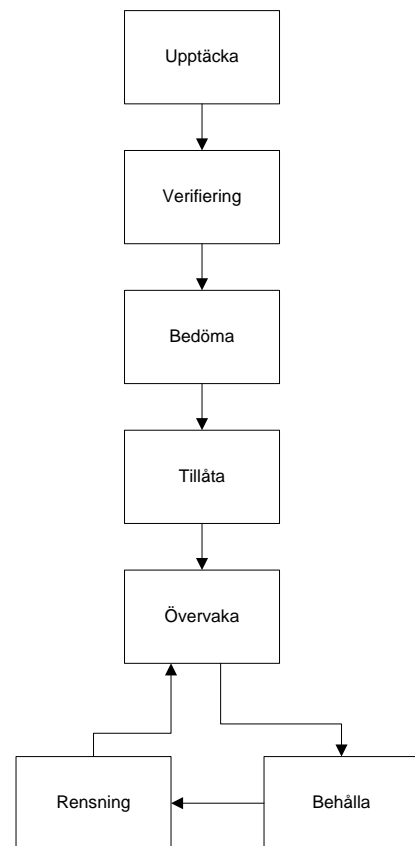 Upptäcka
Verifiering
Bedöma
Tillåta
Övervaka
Rensning
Behålla